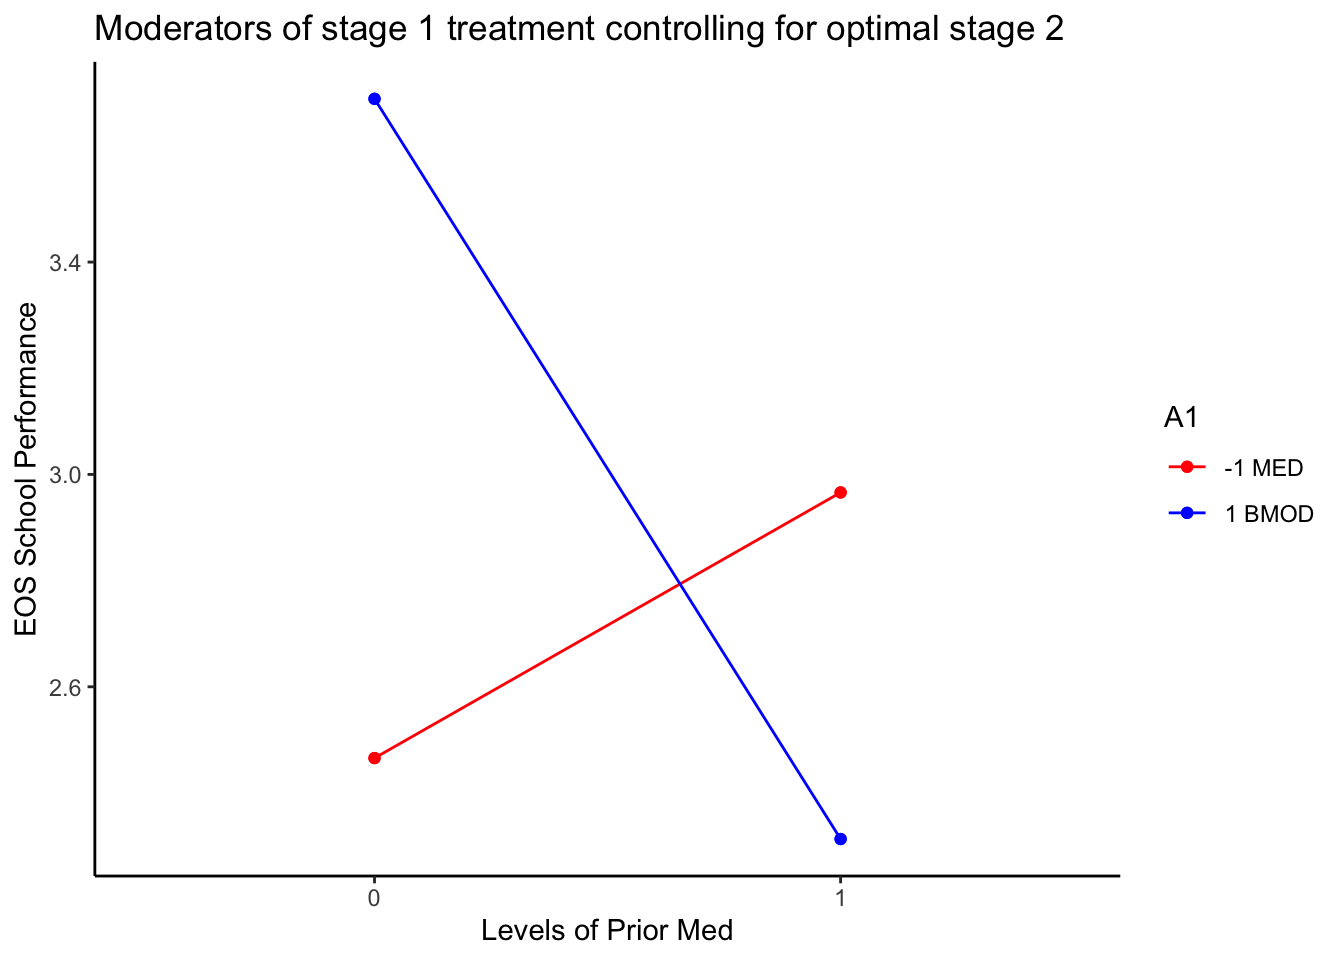 Moderators of stage 1 treatment controlling for optimal stage 2
EOS School Performance
3.4
3.0
2.6
0
1
Levels of Prior Med
A1
-1 MED
1 BMOD